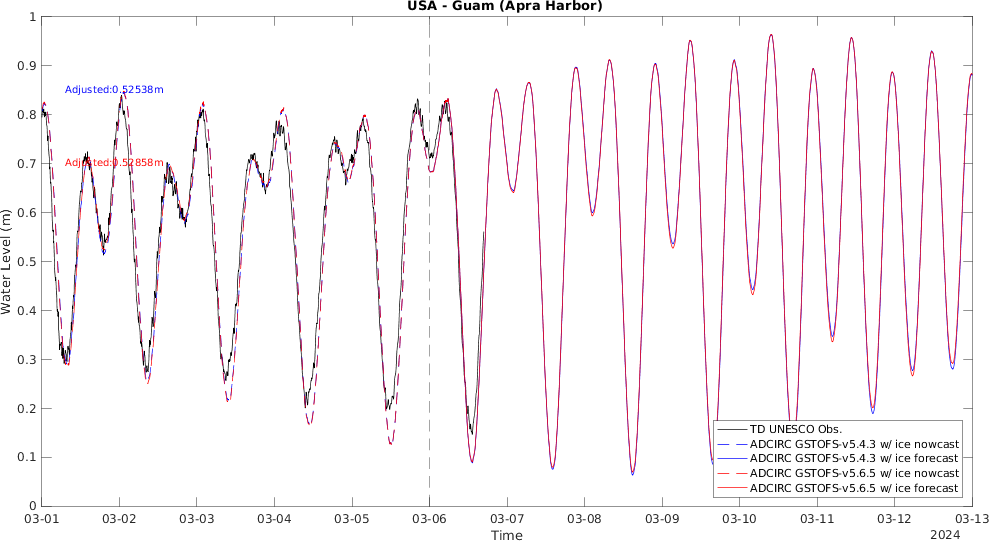 USA - Guam (Apra Harbor)
1
0.9
0.8
0.7
0.6
0.5
0.4
0.3
0.2
0.1
0
Water Level (m)
Adjusted:0.52538m
Adjusted:0.52858m
TD UNESCO Obs.
ADCIRC GSTOFS-v5.4.3 w/ ice nowcast
ADCIRC GSTOFS-v5.4.3 w/ ice forecast
ADCIRC GSTOFS-v5.6.5 w/ ice nowcast
ADCIRC GSTOFS-v5.6.5 w/ ice forecast
03-01 03-02 03-03 03-04 03-05 03-06 03-07 03-08 03-09 03-10 03-11 03-12 03-13
Time
2024